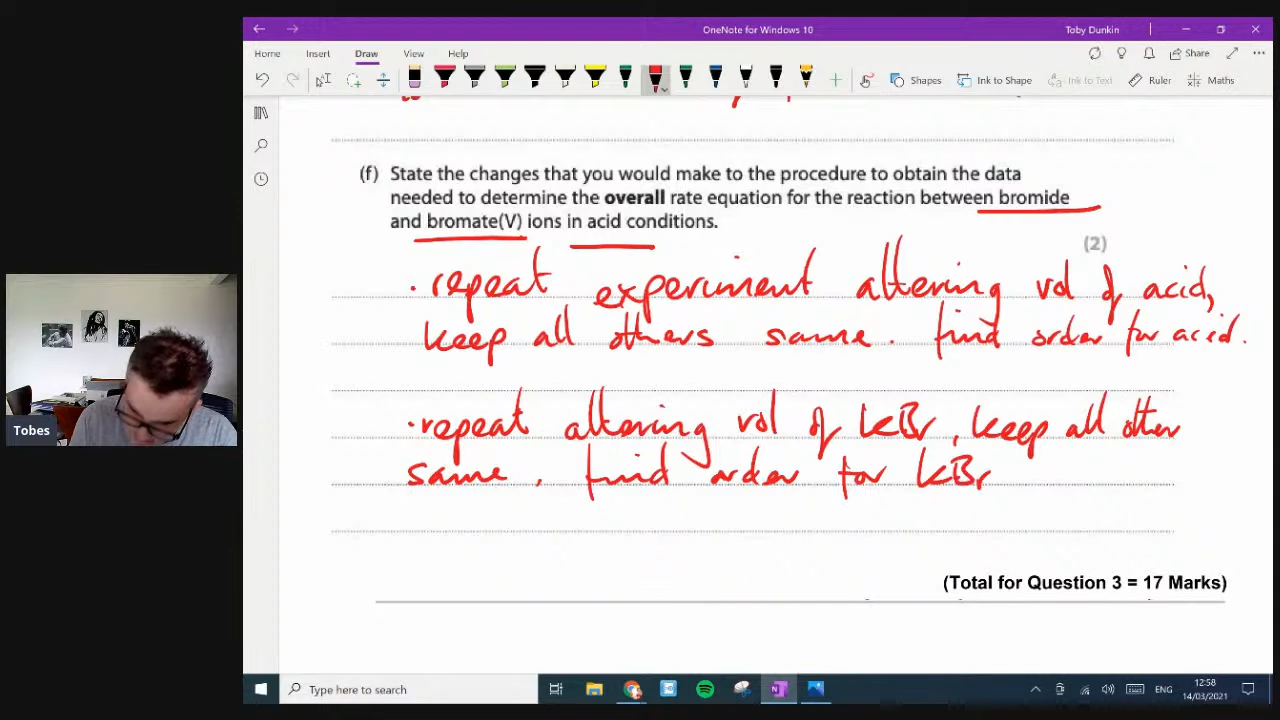 OneNote for Windows 10
Toby Dunkin
Home Insert Draw View Help
Share
Shapes
Ink to Shape
Ink to Text
Ruler
Maths
(f) State the changes that you would make to the procedure to obtain the data
needed to determine the overall rate equation for the reaction between bromide
and bromate(V) ions in acid conditions.
(2)
· repeat experiment altering vol of acid,
keep all others same. find order for acid.
· repeat altering vol of KBr, keep all other
same. find order for KBr
(Total for Question 3 = 17 Marks)
Tobes
Type here to search
ENG
12:58
14/03/2021